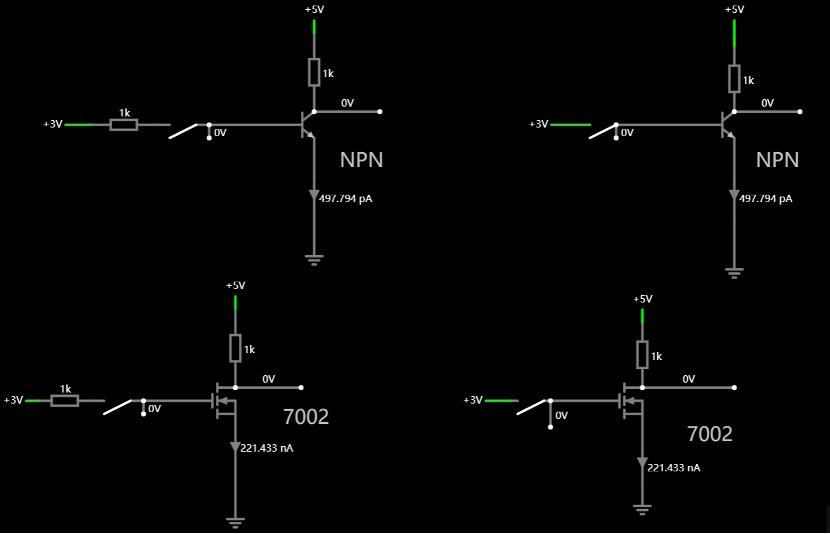 +5V
1k
0V
1k
+3V
0V
NPN
497.794 pA
+5V
1k
0V
+3V
0V
NPN
497.794 pA
+5V
1k
0V
1k
+3V
0V
7002
221.433 nA
+5V
1k
0V
+3V
0V
7002
221.433 nA